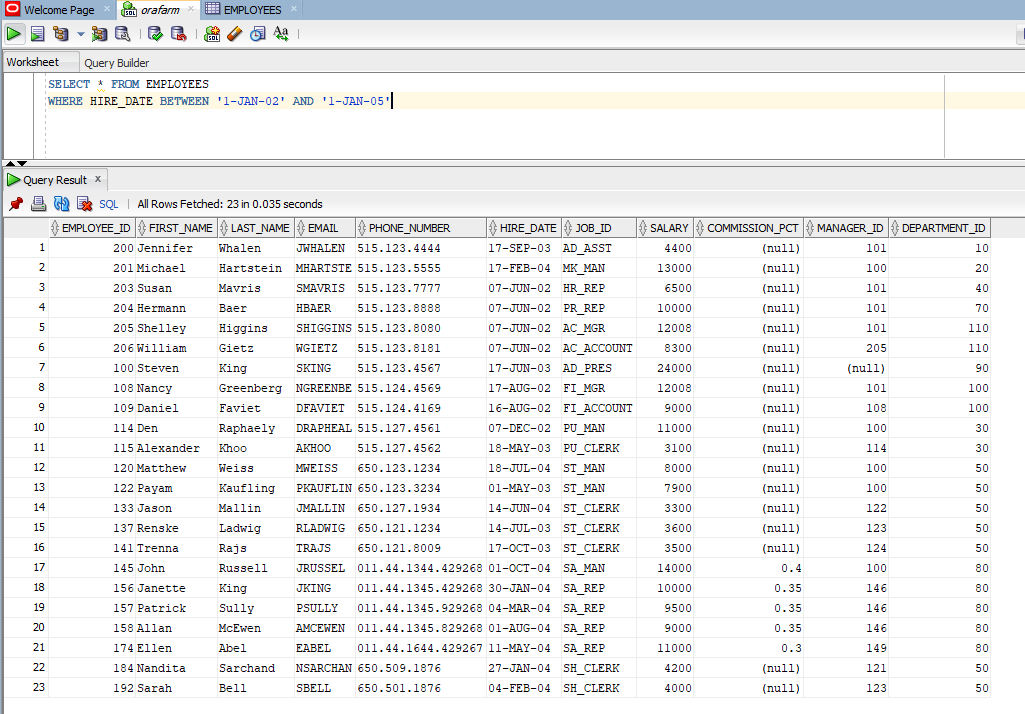 Welcome Page orafarm EMPLOYEES
SQL SQL Aa
Worksheet Query Builder
SELECT * FROM EMPLOYEES
WHERE HIRE_DATE BETWEEN '1-JAN-02' AND '1-JAN-05'
Query Result x
SQL | All Rows Fetched: 23 in 0.035 seconds
EMPLOYEE_ID FIRST_NAME LAST_NAME EMAIL PHONE_NUMBER HIRE_DATE JOB_ID SALARY COMMISSION_PCT MANAGER_ID DEPARTMENT_ID
1 200 Jennifer Whalen JWHALEN 515.123.4444 17-SEP-03 AD_ASST 4400 (null) 101 10
2 201 Michael Hartstein MHARTSTE 515.123.5555 17-FEB-04 MK_MAN 13000 (null) 100 20
3 203 Susan Mavris SMAVRIS 515.123.7777 07-JUN-02 HR_REP 6500 (null) 101 40
4 204 Hermann Baer HBAER 515.123.8888 07-JUN-02 PR_REP 10000 (null) 101 70
5 205 Shelley Higgins SHIGGINS 515.123.8080 07-JUN-02 AC_MGR 12008 (null) 101 110
6 206 William Gietz WGIETZ 515.123.8181 07-JUN-02 AC_ACCOUNT 8300 (null) 205 110
7 100 Steven King SKING 515.123.4567 17-JUN-03 AD_PRES 24000 (null) (null) 90
8 108 Nancy Greenberg NGREENBE 515.124.4569 17-AUG-02 FI_MGR 12008 (null) 101 100
9 109 Daniel Faviet DFAVIET 515.124.4169 16-AUG-02 FI_ACCOUNT 9000 (null) 108 100
10 114 Den Raphaely DRAPHEAL 515.127.4561 07-DEC-02 PU_MAN 11000 (null) 100 30
11 115 Alexander Khoo AKHOO 515.127.4562 18-MAY-03 PU_CLERK 3100 (null) 114 30
12 120 Matthew Weiss MWEISS 650.123.1234 18-JUL-04 ST_MAN 8000 (null) 100 50
13 122 Payam Kaufling PKAUFLIN 650.123.3234 01-MAY-03 ST_MAN 7900 (null) 100 50
14 133 Jason Mallin JMALLIN 650.127.1934 14-JUN-04 ST_CLERK 3300 (null) 122 50
15 137 Renske Ladwig RLADWIG 650.121.1234 14-JUL-03 ST_CLERK 3600 (null) 123 50
16 141 Trenna Rajs TRAJS 650.121.8009 17-OCT-03 ST_CLERK 3500 (null) 124 50
17 145 John Russell JRUSSEL 011.44.1344.429268 01-OCT-04 SA_MAN 14000 0.4 100 80
18 156 Janette King JKING 011.44.1345.429268 30-JAN-04 SA_REP 10000 0.35 146 80
19 157 Patrick Sully PSULLY 011.44.1345.929268 04-MAR-04 SA_REP 9500 0.35 146 80
20 158 Allan McEwen AMCEWEN 011.44.1345.829268 01-AUG-04 SA_REP 9000 0.35 146 80
21 174 Ellen Abel EABEL 011.44.1644.429267 11-MAY-04 SA_REP 11000 0.3 149 80
22 184 Nandita Sarchand NSARCHAN 650.509.1876 27-JAN-04 SH_CLERK 4200 (null) 121 50
23 192 Sarah Bell SBELL 650.501.1876 04-FEB-04 SH_CLERK 4000 (null) 123 50